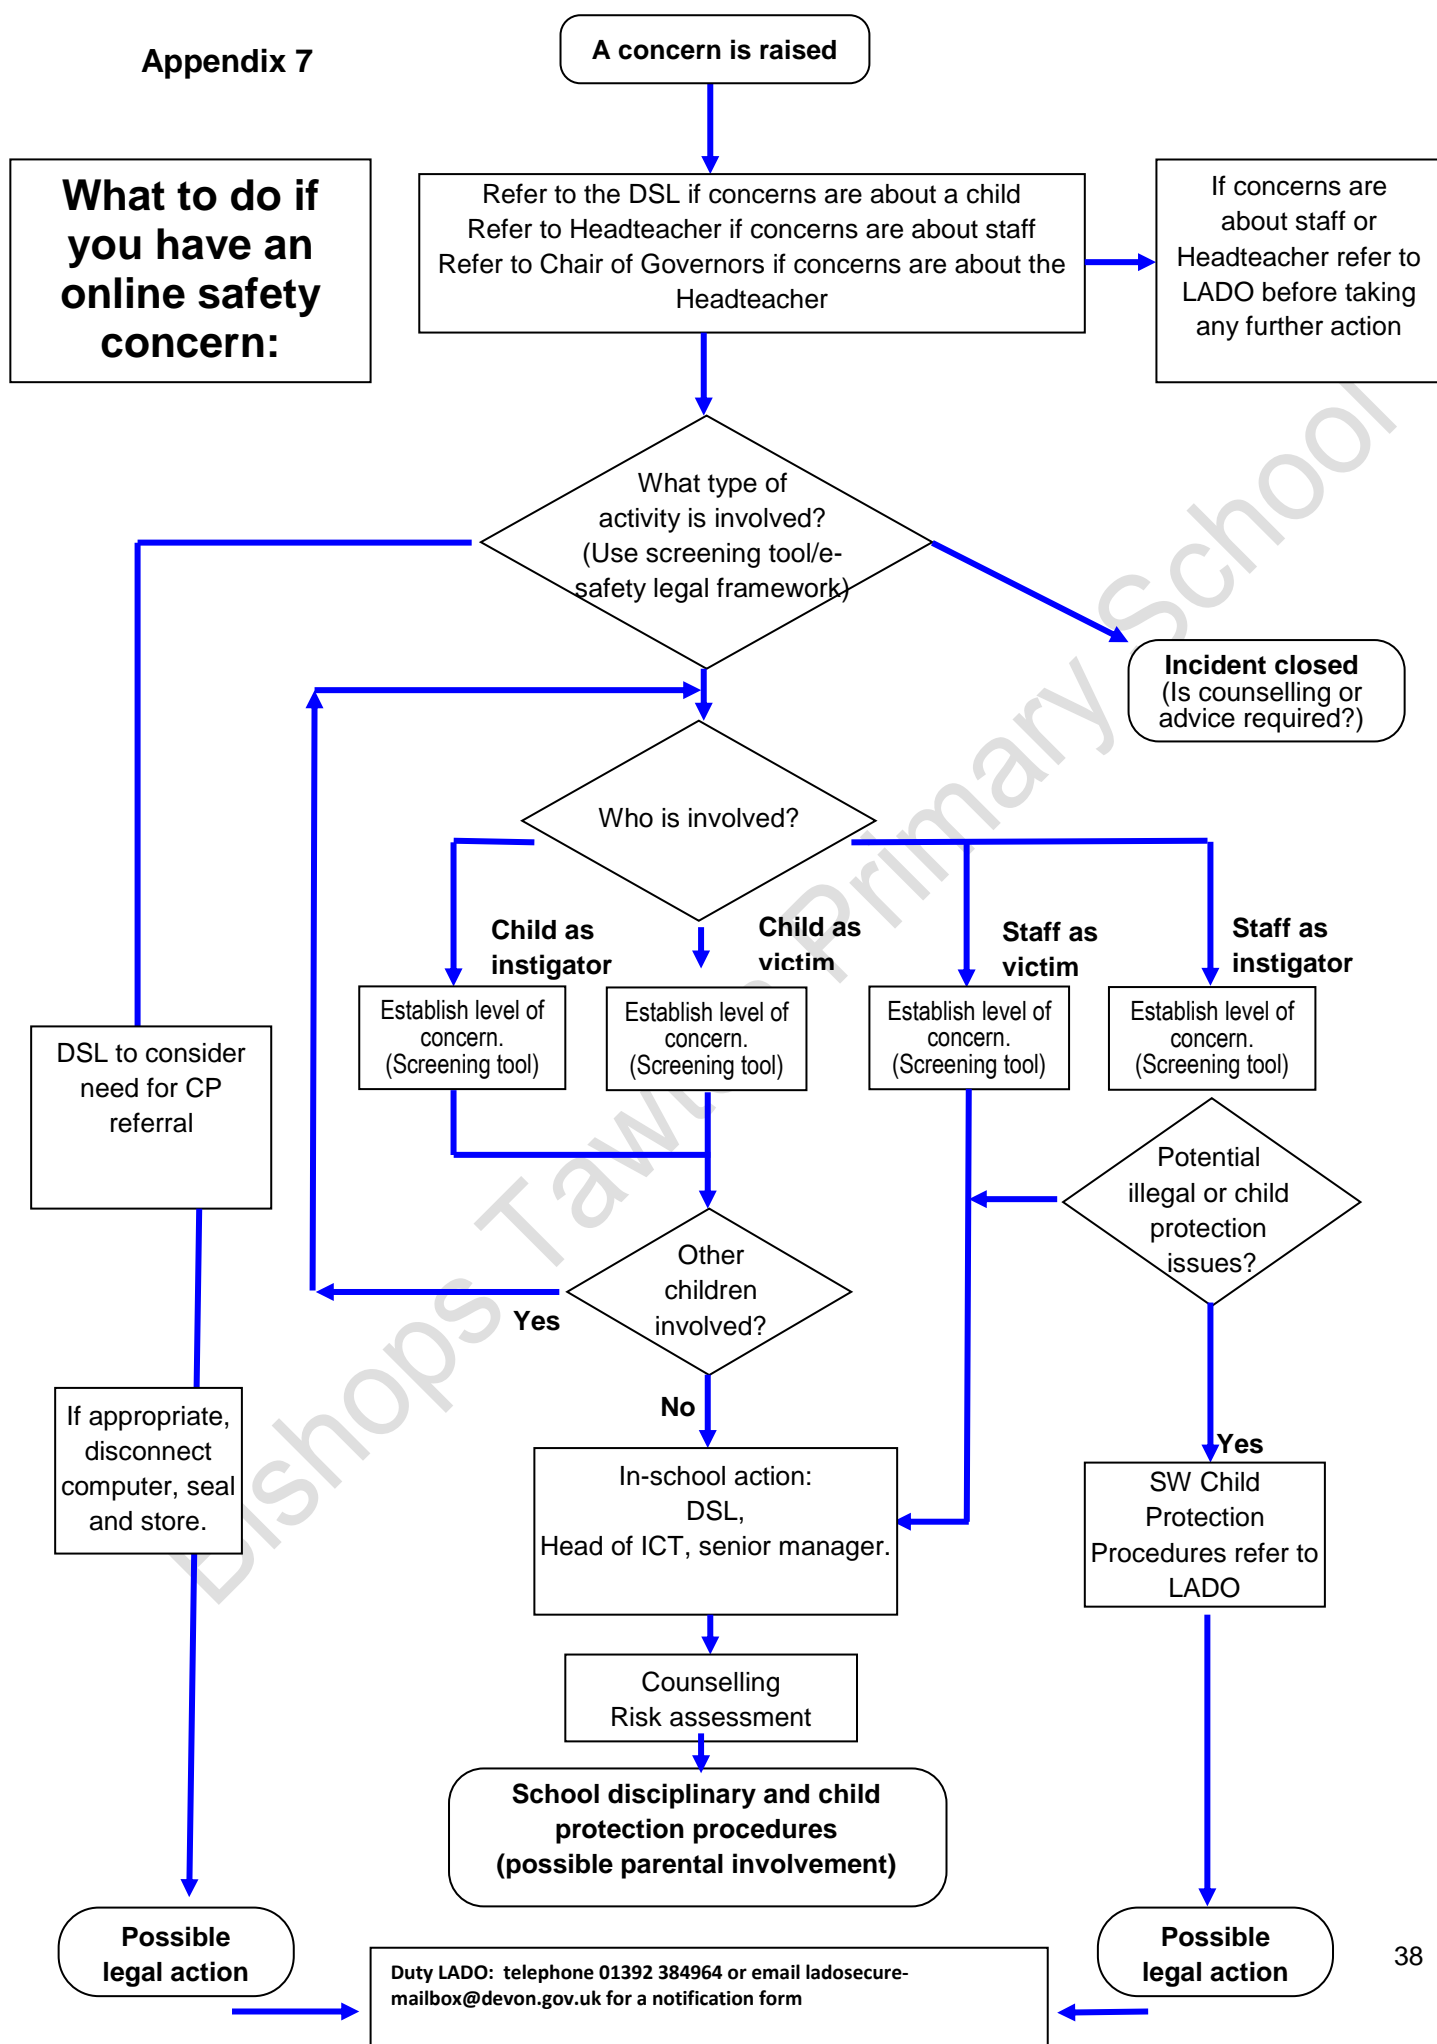 Appendix 7
A concern is raised
What to do if
you have an
online safety
concern:
Refer to the DSL if concerns are about a child
Refer to Headteacher if concerns are about staff
Refer to Chair of Governors if concerns are about the
Headteacher
If concerns are
about staff or
Headteacher refer to
LADO before taking
any further action
What type of
activity is involved?
(Use screening tool/e-
safety legal framework)
Incident closed
(Is counselling or
advice required?)
Who is involved?
Child as
instigator
Child as
victim
Staff as
victim
Staff as
instigator
Establish level of
concern.
(Screening tool)
Establish level of
concern.
(Screening tool)
Establish level of
concern.
(Screening tool)
Establish level of
concern.
(Screening tool)
DSL to consider
need for CP
referral
Potential
illegal or child
protection
issues?
Other
children
involved?
Yes
No
If appropriate,
disconnect
computer, seal
and store.
In-school action:
DSL,
Head of ICT, senior manager.
Yes
SW Child
Protection
Procedures refer to
LADO
Counselling
Risk assessment
School disciplinary and child
protection procedures
(possible parental involvement)
Possible
legal action
Possible
legal action
Duty LADO: telephone 01392 384964 or email ladosecure-
mailbox@devon.gov.uk for a notification form
38
Bishops Tawton Primary School